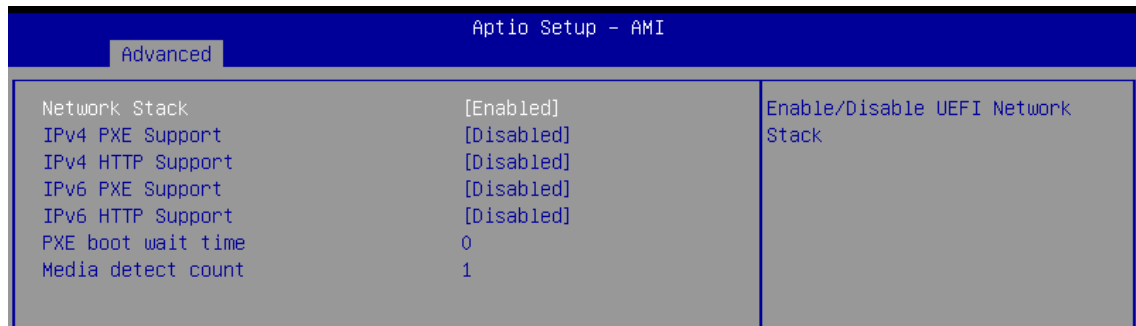 Aptio Setup – AMI
Advanced
Network Stack [Enabled]
IPv4 PXE Support [Disabled]
IPv4 HTTP Support [Disabled]
IPv6 PXE Support [Disabled]
IPv6 HTTP Support [Disabled]
PXE boot wait time 0
Media detect count 1
Enable/Disable UEFI Network
Stack